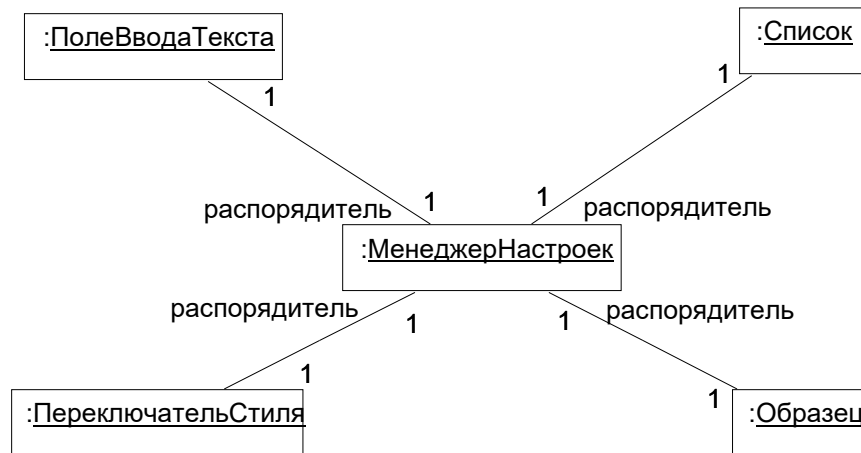 :ПолеВводаТекста
:Список
1
1
1
1
распорядитель
распорядитель
:МенеджерНастроек
распорядитель
распорядитель
1
1
1
1
:ПереключательСтиля
:Образец